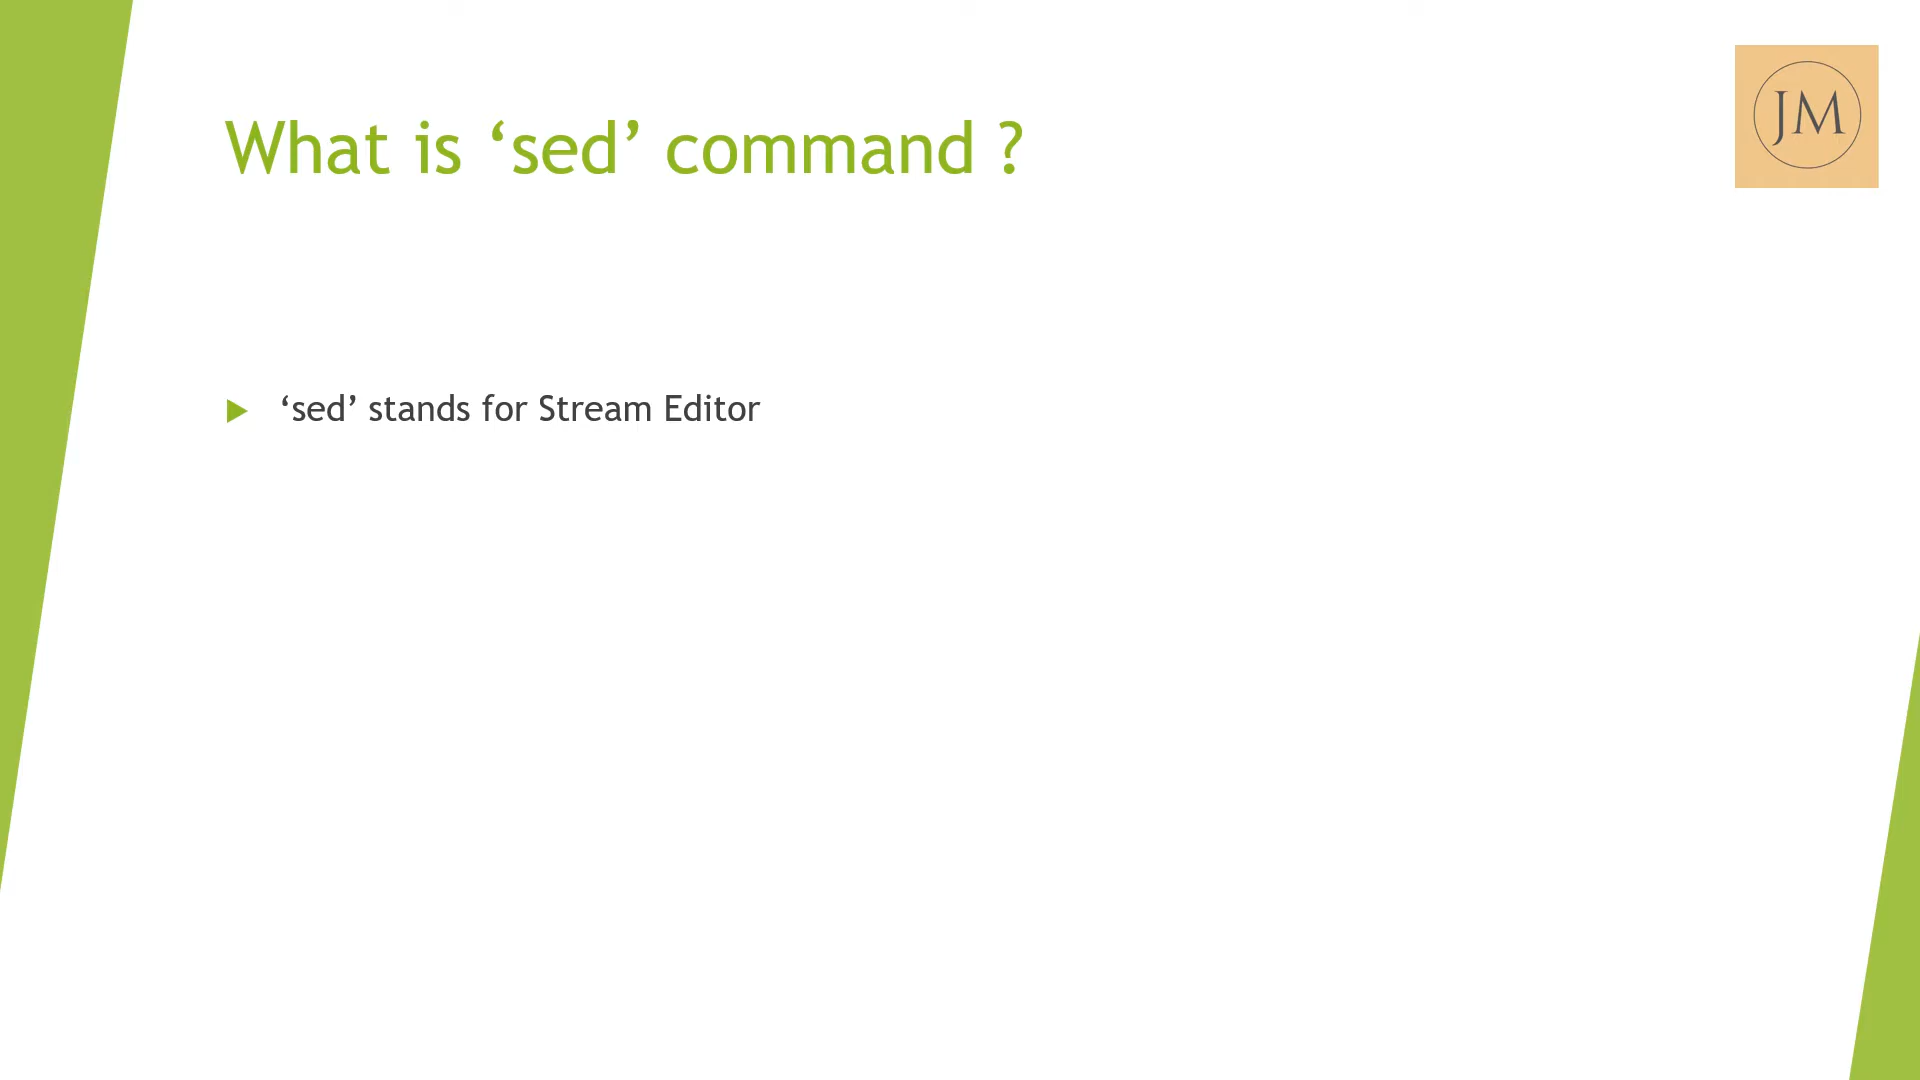 What is ‘sed’ command ?
JM
‘sed’ stands for Stream Editor